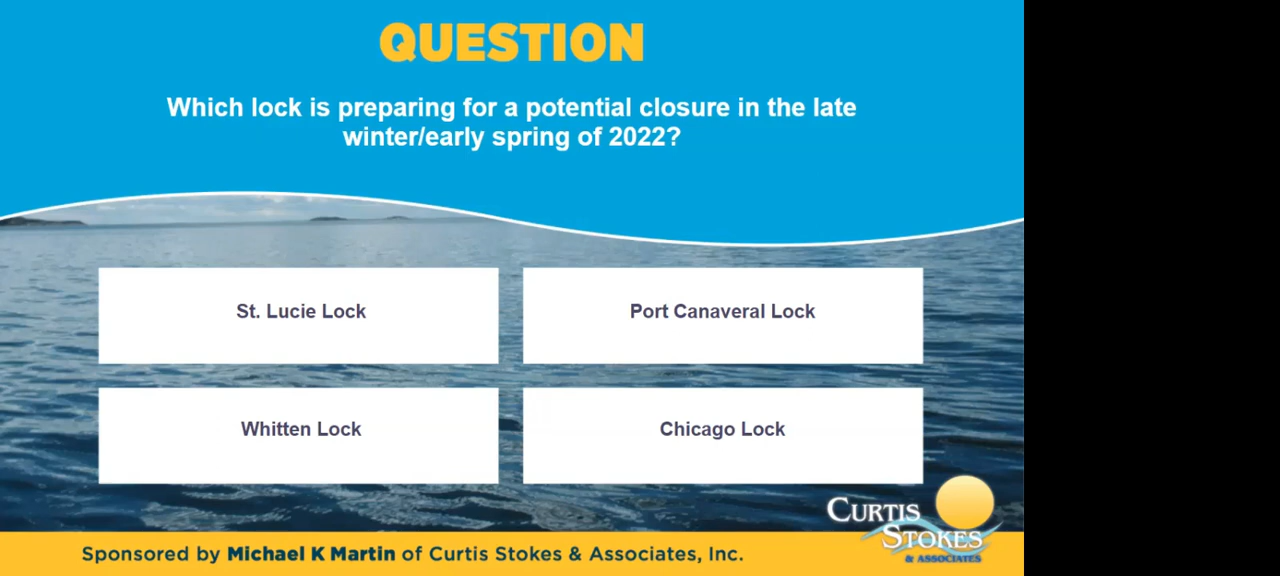 QUESTION
Which lock is preparing for a potential closure in the late
winter/early spring of 2022?
St. Lucie Lock
Port Canaveral Lock
Whitten Lock
Chicago Lock
CURTIS
STOKES
& ASSOCIATES
Sponsored by Michael K Martin of Curtis Stokes & Associates, Inc.